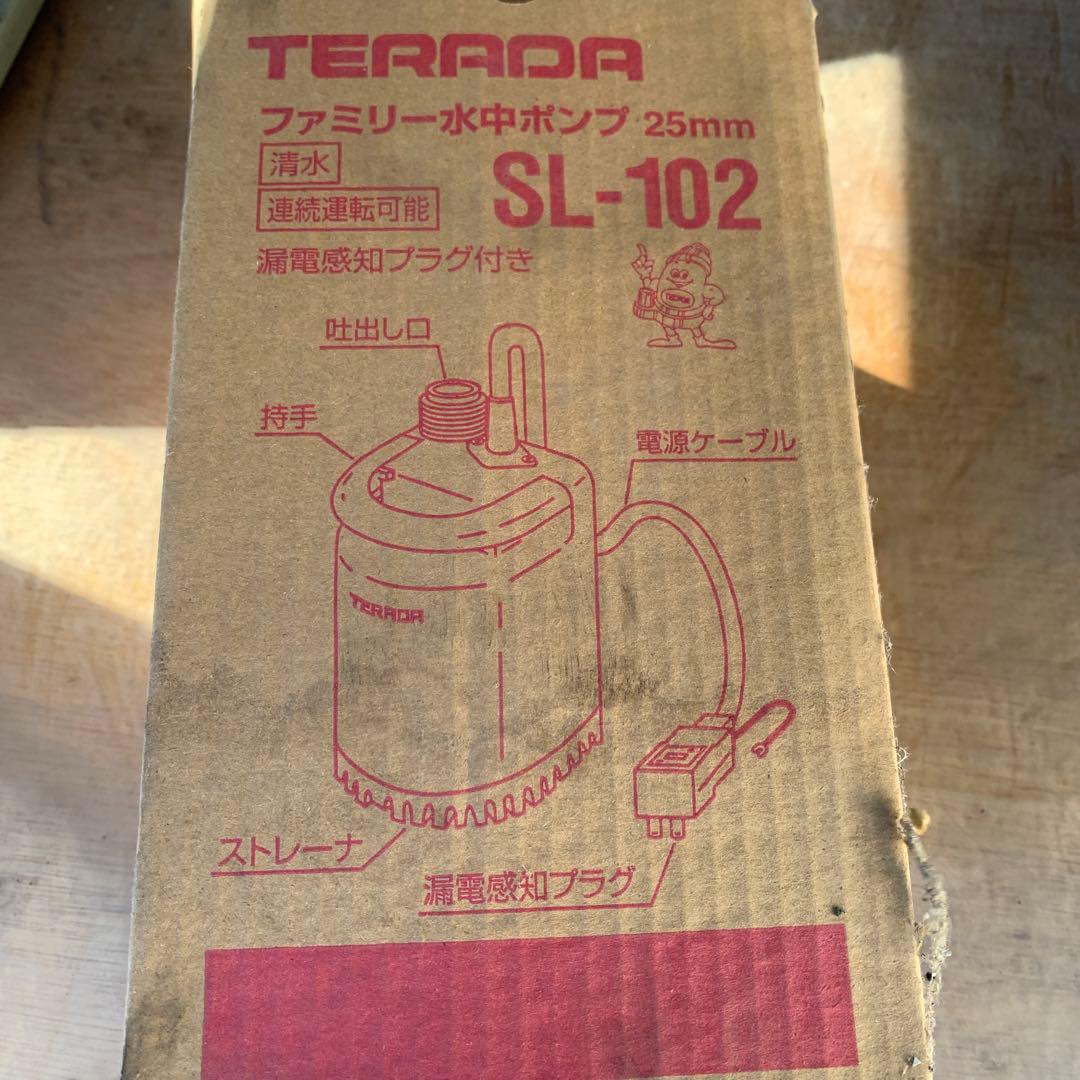 TERADA
ファミリー水中ポンプ 25mm
清水
SL-102
連続運転可能
漏電感知プラグ付き
吐出し口
持手
電源ケーブル
TERADA
ストレーナ
漏電感知プラグ